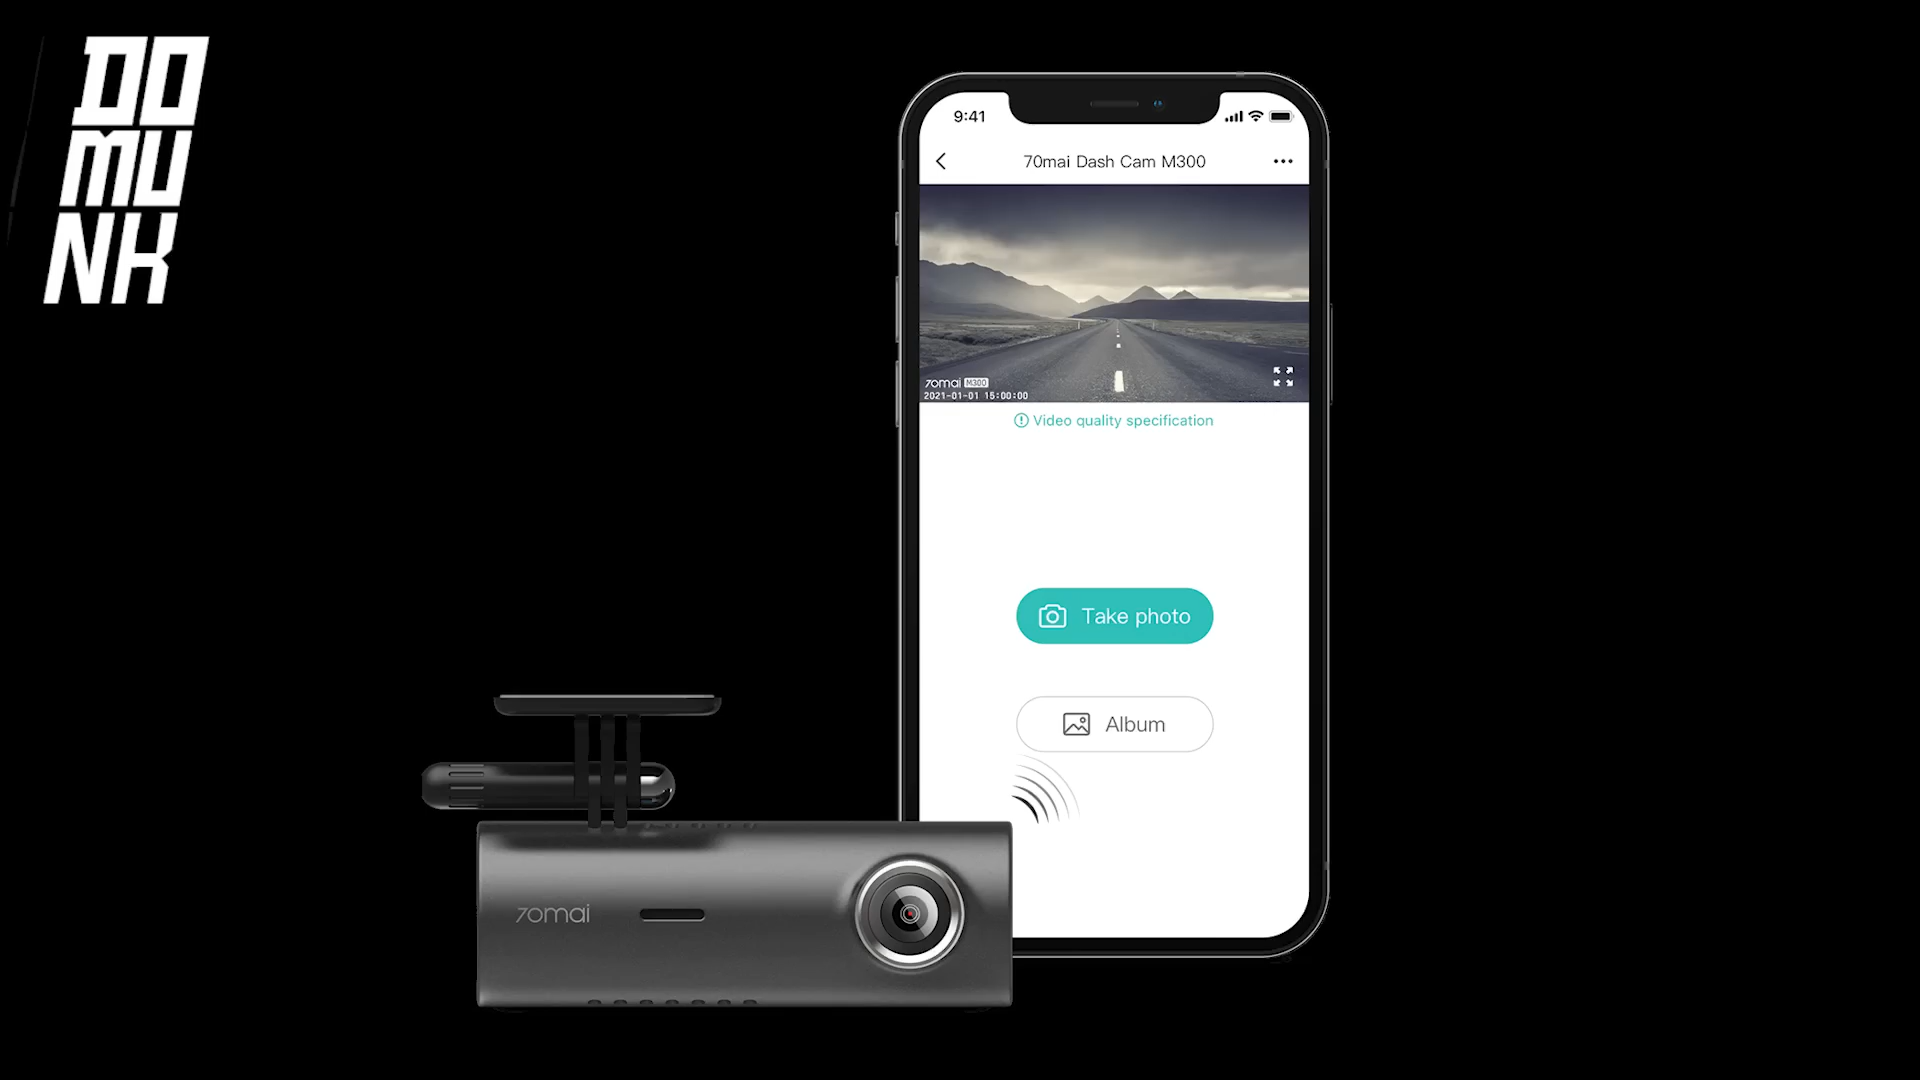 DO
MU
NK
9:41
70mai Dash Cam M300
70mai M300
2021-01-01 15:00:00
Video quality specification
Take photo
Album
70mai